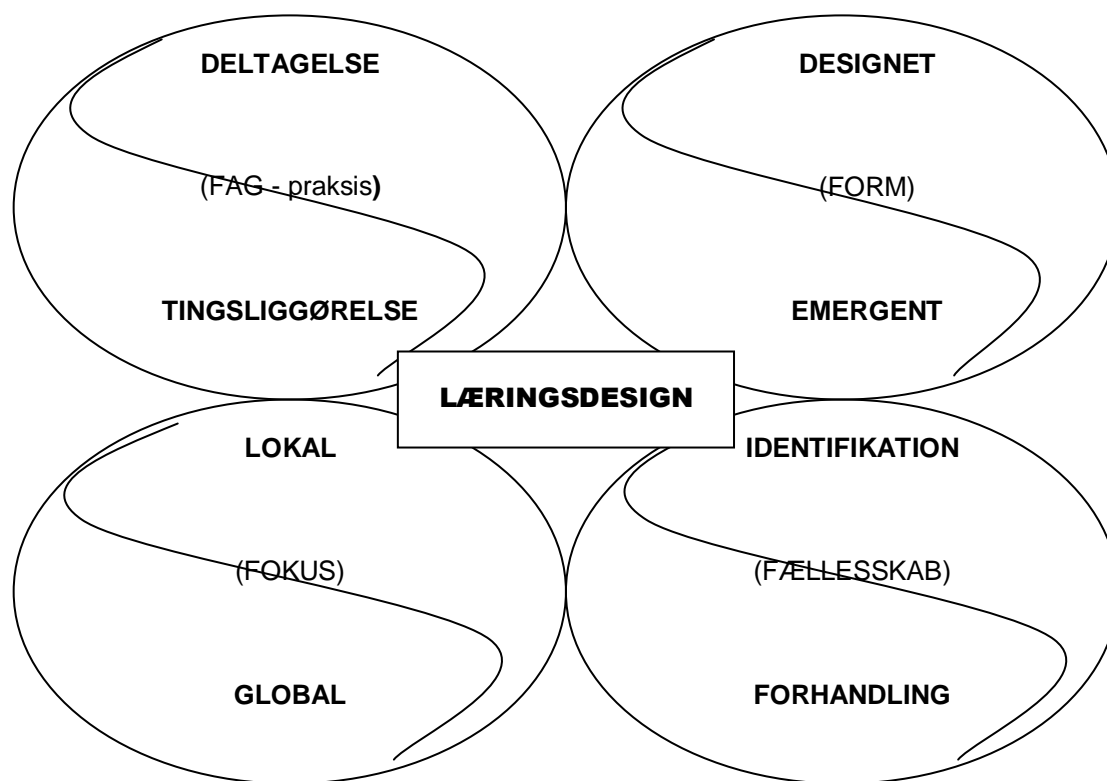 DELTAGELSE
DESIGNET
(FAG - praksis)
(FORM)
TINGSLIGGØRELSE
EMERGENT
LÆRINGSDESIGN
LOKAL
IDENTIFIKATION
(FOKUS)
(FÆLLESSKAB)
GLOBAL
FORHANDLING